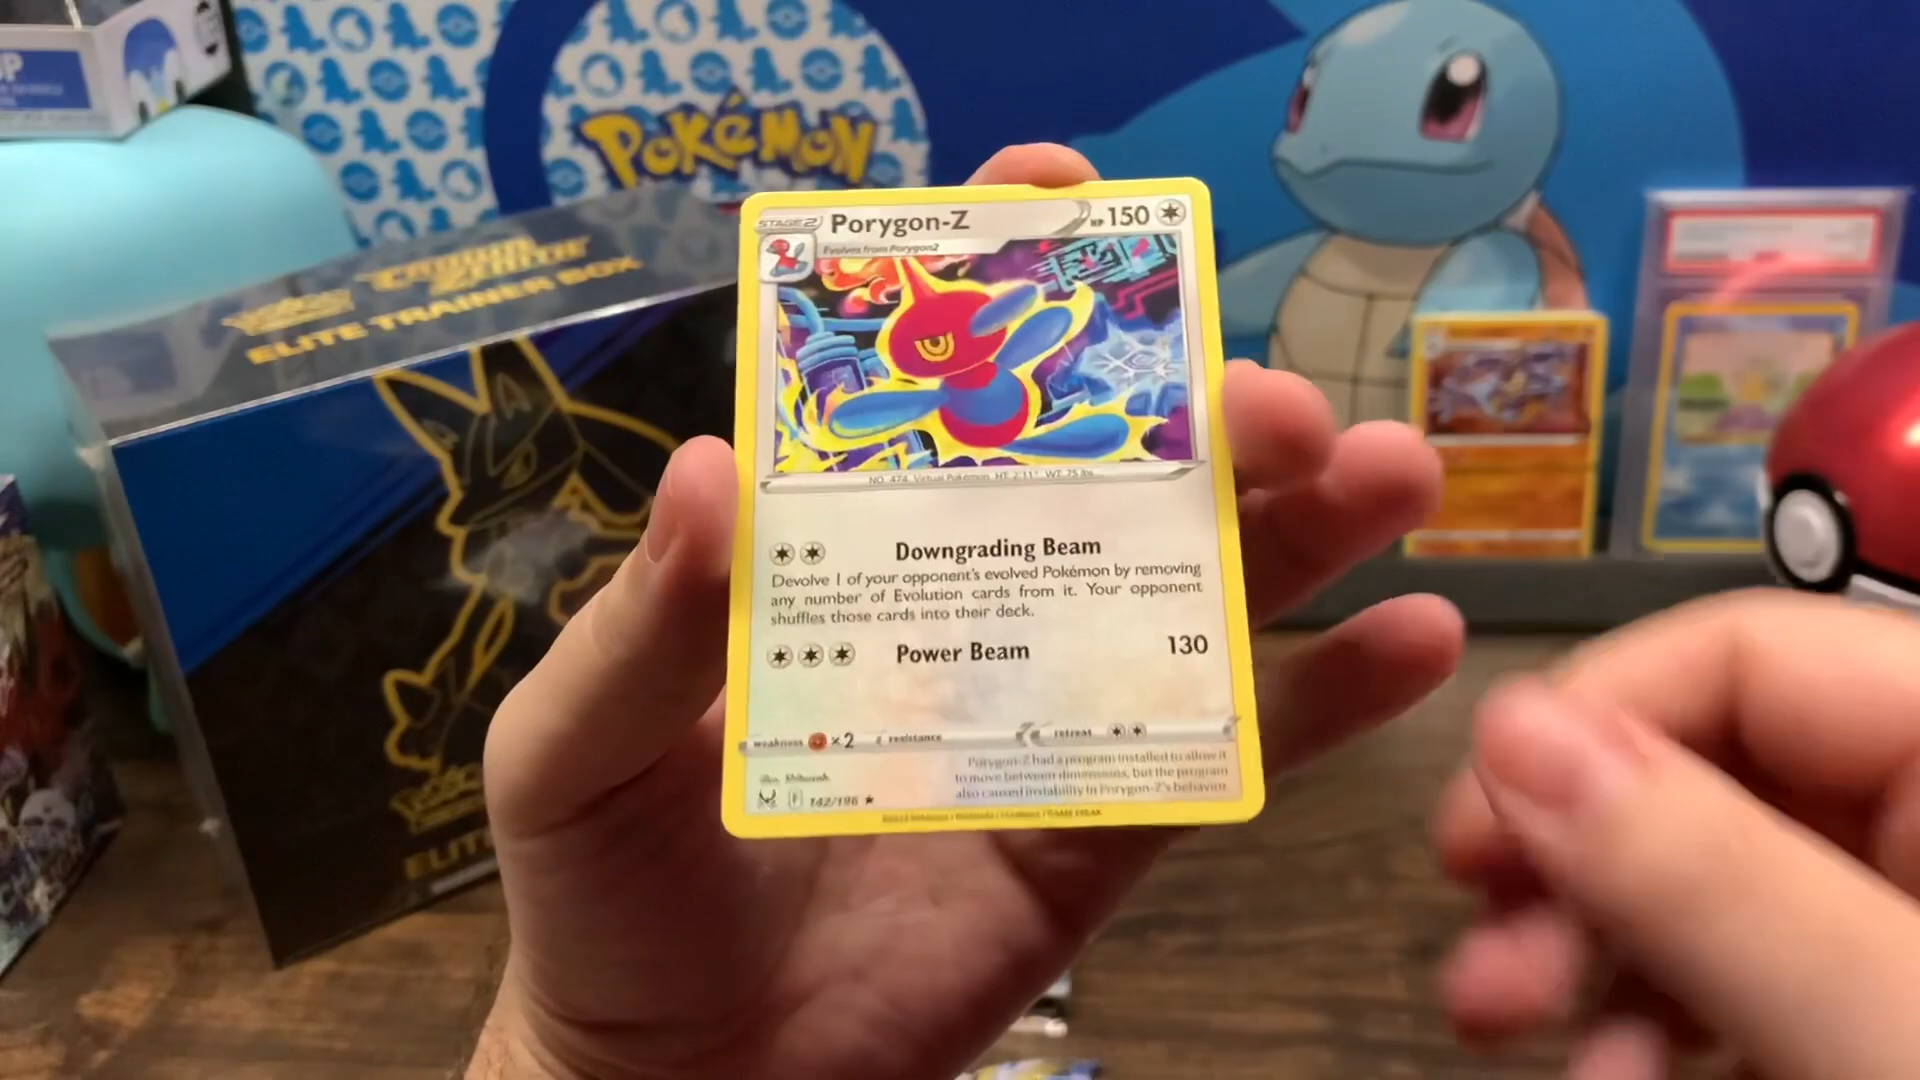 POKéMON
CROWN
ZENITH
ELITE TRAINER BOX
STAGE 2
Porygon-Z
HP 150
Evolves from Porygon2
NO. 474 Virtual Pokémon HT: 2'11" WT: 75 lbs.
Downgrading Beam
Devolve 1 of your opponent's evolved Pokémon by removing
any number of Evolution cards from it. Your opponent
shuffles those cards into their deck.
Power Beam 130
weakness ×2 resistance retreat
Porygon-Z had a program installed to allow it
to move between dimensions, but the program
also caused instability in Porygon-Z's behavior.
Illus. Shibuzoh.
F 142/196 ★